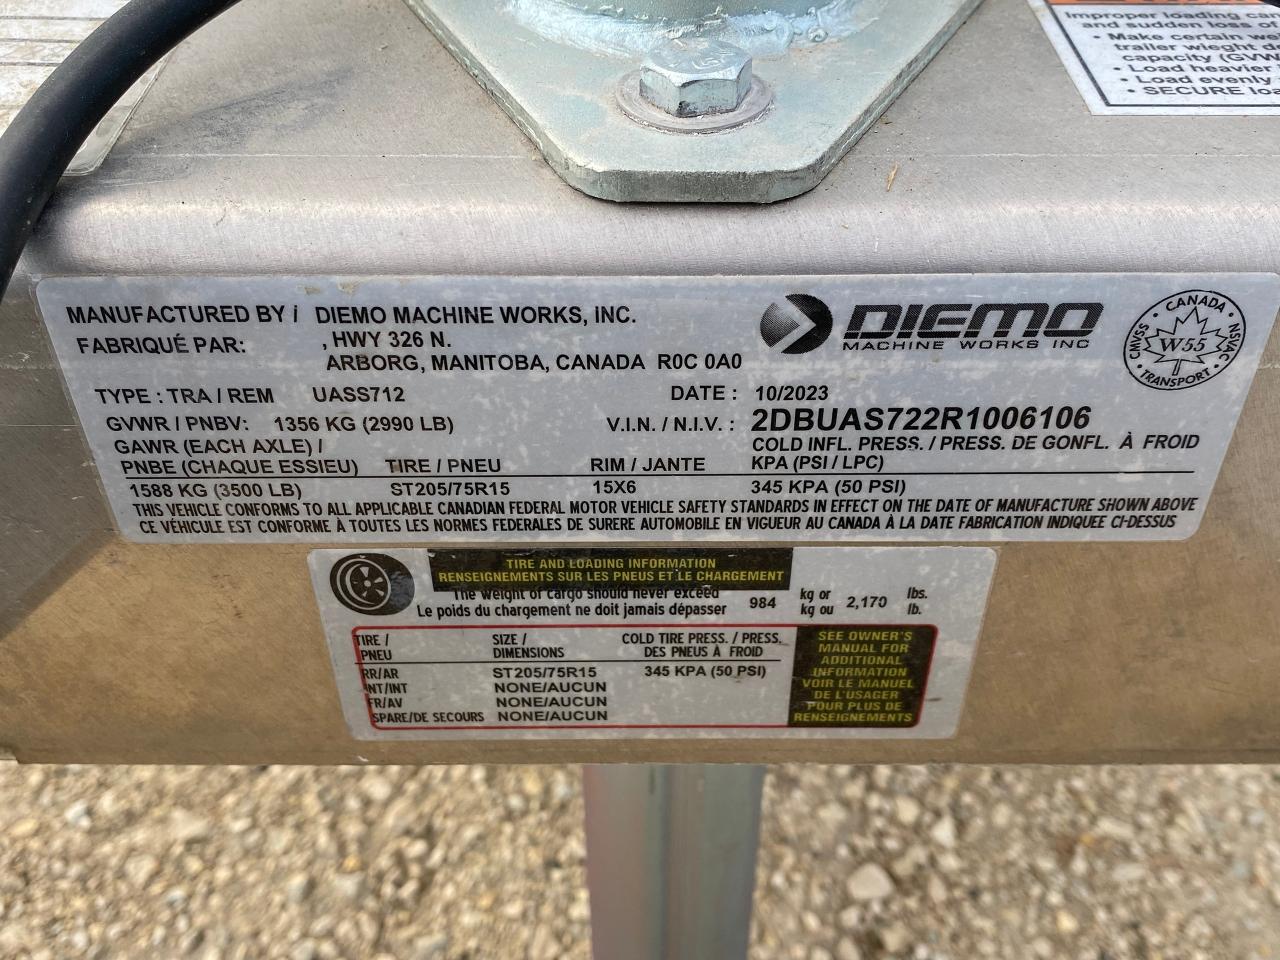 Improper loading can
and sudden loss of
• Make certain wei
trailer wieght di
capacity (GVW
• Load heavier
• Load evenly
• SECURE loa
MANUFACTURED BY / DIEMO MACHINE WORKS, INC.
FABRIQUÉ PAR: , HWY 326 N.
ARBORG, MANITOBA, CANADA R0C 0A0
DIEMO
MACHINE WORKS INC
CANADA
CMVSS W55 NSVAC
TRANSPORT
TYPE : TRA / REM UASS712 DATE : 10/2023
GVWR / PNBV: 1356 KG (2990 LB) V.I.N. / N.I.V. : 2DBUAS722R1006106
GAWR (EACH AXLE) / COLD INFL. PRESS. / PRESS. DE GONFL. À FROID
PNBE (CHAQUE ESSIEU) TIRE / PNEU RIM / JANTE KPA (PSI / LPC)
1588 KG (3500 LB) ST205/75R15 15X6 345 KPA (50 PSI)
THIS VEHICLE CONFORMS TO ALL APPLICABLE CANADIAN FEDERAL MOTOR VEHICLE SAFETY STANDARDS IN EFFECT ON THE DATE OF MANUFACTURE SHOWN ABOVE
CE VÉHICULE EST CONFORME À TOUTES LES NORMES FEDERALES DE SURERE AUTOMOBILE EN VIGUEUR AU CANADA À LA DATE FABRICATION INDIQUEE CI-DESSUS
TIRE AND LOADING INFORMATION
RENSEIGNEMENTS SUR LES PNEUS ET LE CHARGEMENT
The weight of cargo should never exceed
Le poids du chargement ne doit jamais dépasser 984 kg or kg ou 2,170 lbs. lb.
TIRE / SIZE / COLD TIRE PRESS. / PRESS.
PNEU DIMENSIONS DES PNEUS À FROID
RR/AR ST205/75R15 345 KPA (50 PSI)
INT/INT NONE/AUCUN
FR/AV NONE/AUCUN
SPARE/DE SECOURS NONE/AUCUN
SEE OWNER'S
MANUAL FOR
ADDITIONAL
INFORMATION
VOIR LE MANUEL
DE L'USAGER
POUR PLUS DE
RENSEIGNEMENTS